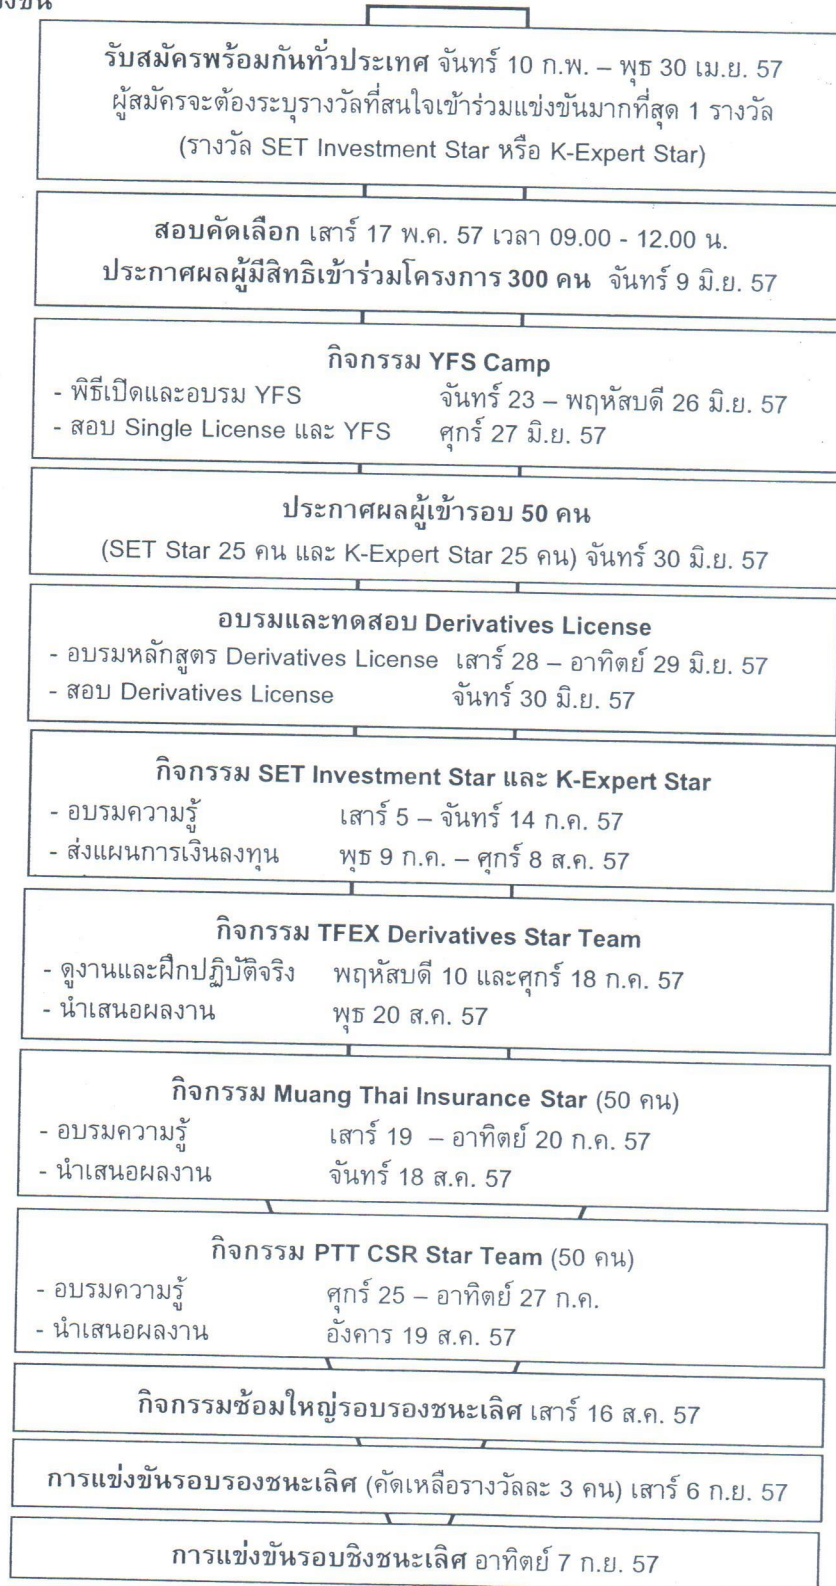 รับสมัครพร้อมกันทั่วประเทศ จันทร์ 10 ก.พ. – พุธ 30 เม.ย. 57
ผู้สมัครจะต้องระบุรางวัลที่สนใจเข้าร่วมแข่งขันมากที่สุด 1 รางวัล
(รางวัล SET Investment Star หรือ K-Expert Star)
สอบคัดเลือก เสาร์ 17 พ.ค. 57 เวลา 09.00 - 12.00 น.
ประกาศผลผู้มีสิทธิเข้าร่วมโครงการ 300 คน จันทร์ 9 มิ.ย. 57
กิจกรรม YFS Camp
- พิธีเปิดและอบรม YFS จันทร์ 23 – พฤหัสบดี 26 มิ.ย. 57
- สอบ Single License และ YFS ศุกร์ 27 มิ.ย. 57
ประกาศผลผู้เข้ารอบ 50 คน
(SET Star 25 คน และ K-Expert Star 25 คน) จันทร์ 30 มิ.ย. 57
อบรมและทดสอบ Derivatives License
- อบรมหลักสูตร Derivatives License เสาร์ 28 – อาทิตย์ 29 มิ.ย. 57
- สอบ Derivatives License จันทร์ 30 มิ.ย. 57
กิจกรรม SET Investment Star และ K-Expert Star
- อบรมความรู้ เสาร์ 5 – จันทร์ 14 ก.ค. 57
- ส่งแผนการเงินลงทุน พุธ 9 ก.ค. – ศุกร์ 8 ส.ค. 57
กิจกรรม TFEX Derivatives Star Team
- ดูงานและฝึกปฏิบัติจริง พฤหัสบดี 10 และศุกร์ 18 ก.ค. 57
- นำเสนอผลงาน พุธ 20 ส.ค. 57
กิจกรรม Muang Thai Insurance Star (50 คน)
- อบรมความรู้ เสาร์ 19 – อาทิตย์ 20 ก.ค. 57
- นำเสนอผลงาน จันทร์ 18 ส.ค. 57
กิจกรรม PTT CSR Star Team (50 คน)
- อบรมความรู้ ศุกร์ 25 – อาทิตย์ 27 ก.ค.
- นำเสนอผลงาน อังคาร 19 ส.ค. 57
กิจกรรมซ้อมใหญ่รอบรองชนะเลิศ เสาร์ 16 ส.ค. 57
การแข่งขันรอบรองชนะเลิศ (คัดเหลือรางวัลละ 3 คน) เสาร์ 6 ก.ย. 57
การแข่งขันรอบชิงชนะเลิศ อาทิตย์ 7 ก.ย. 57